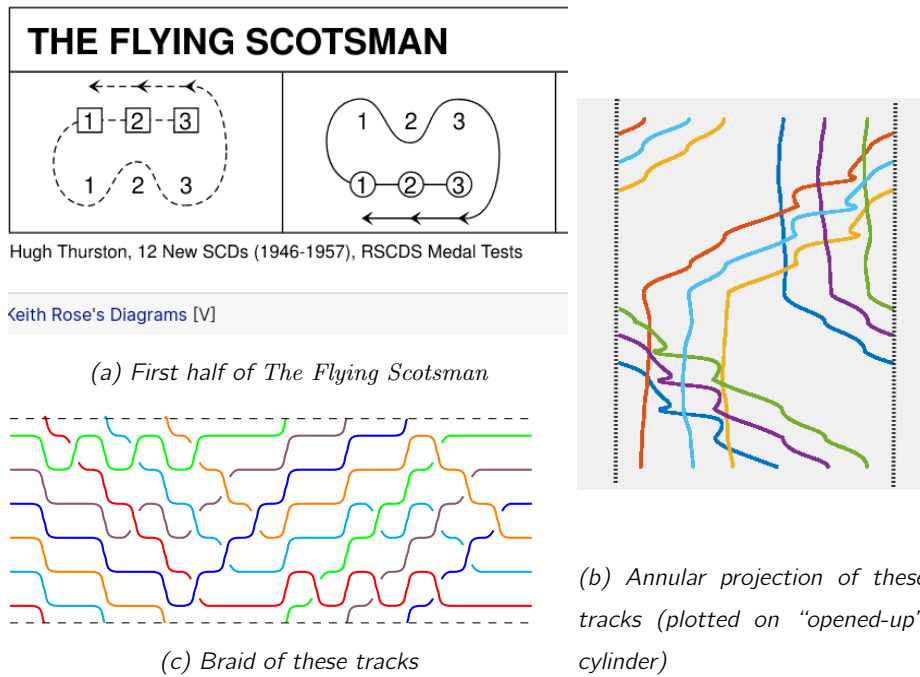 THE FLYING SCOTSMAN
1 2 3
1 2 3
1 2 3
1 2 3
Hugh Thurston, 12 New SCDs (1946-1957), RSCDS Medal Tests
Keith Rose's Diagrams [V]
(a) First half of The Flying Scotsman
(c) Braid of these tracks
(b) Annular projection of these
tracks (plotted on “opened-up”
cylinder)